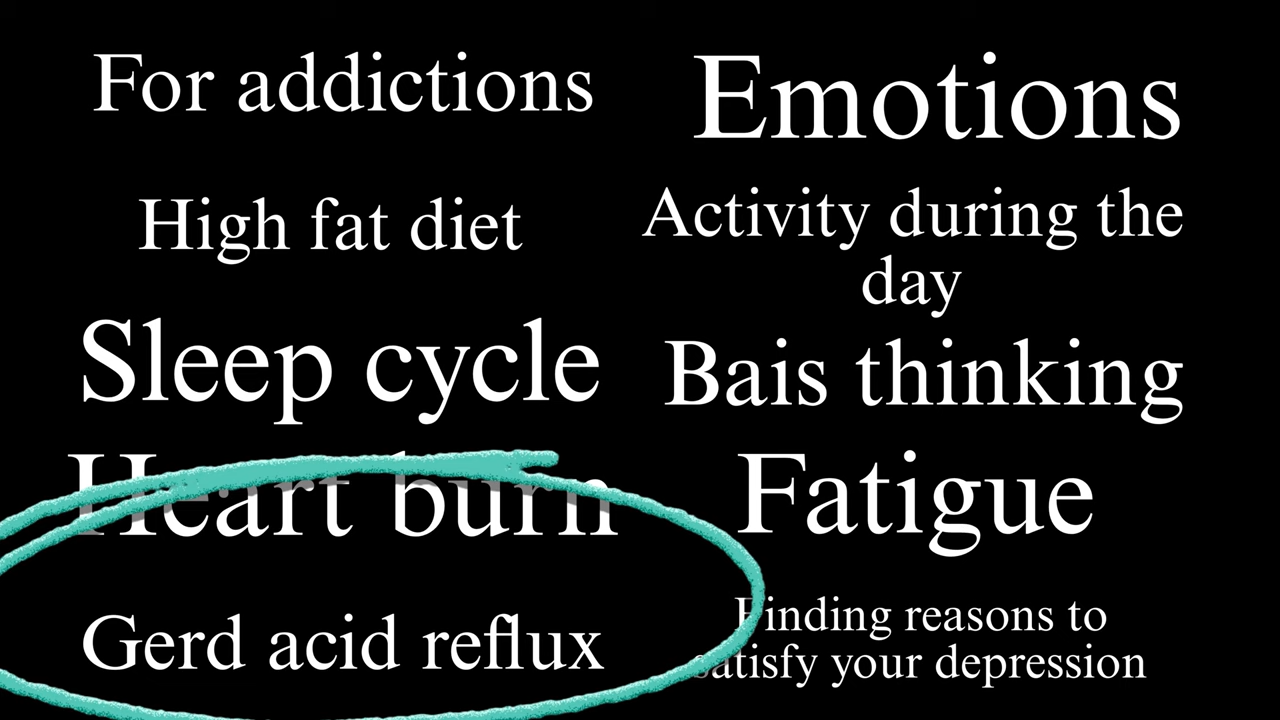 For addictions
High fat diet
Sleep cycle
Heart burn
Gerd acid reflux
Emotions
Activity during the
day
Bais thinking
Fatigue
Finding reasons to
satisfy your depression